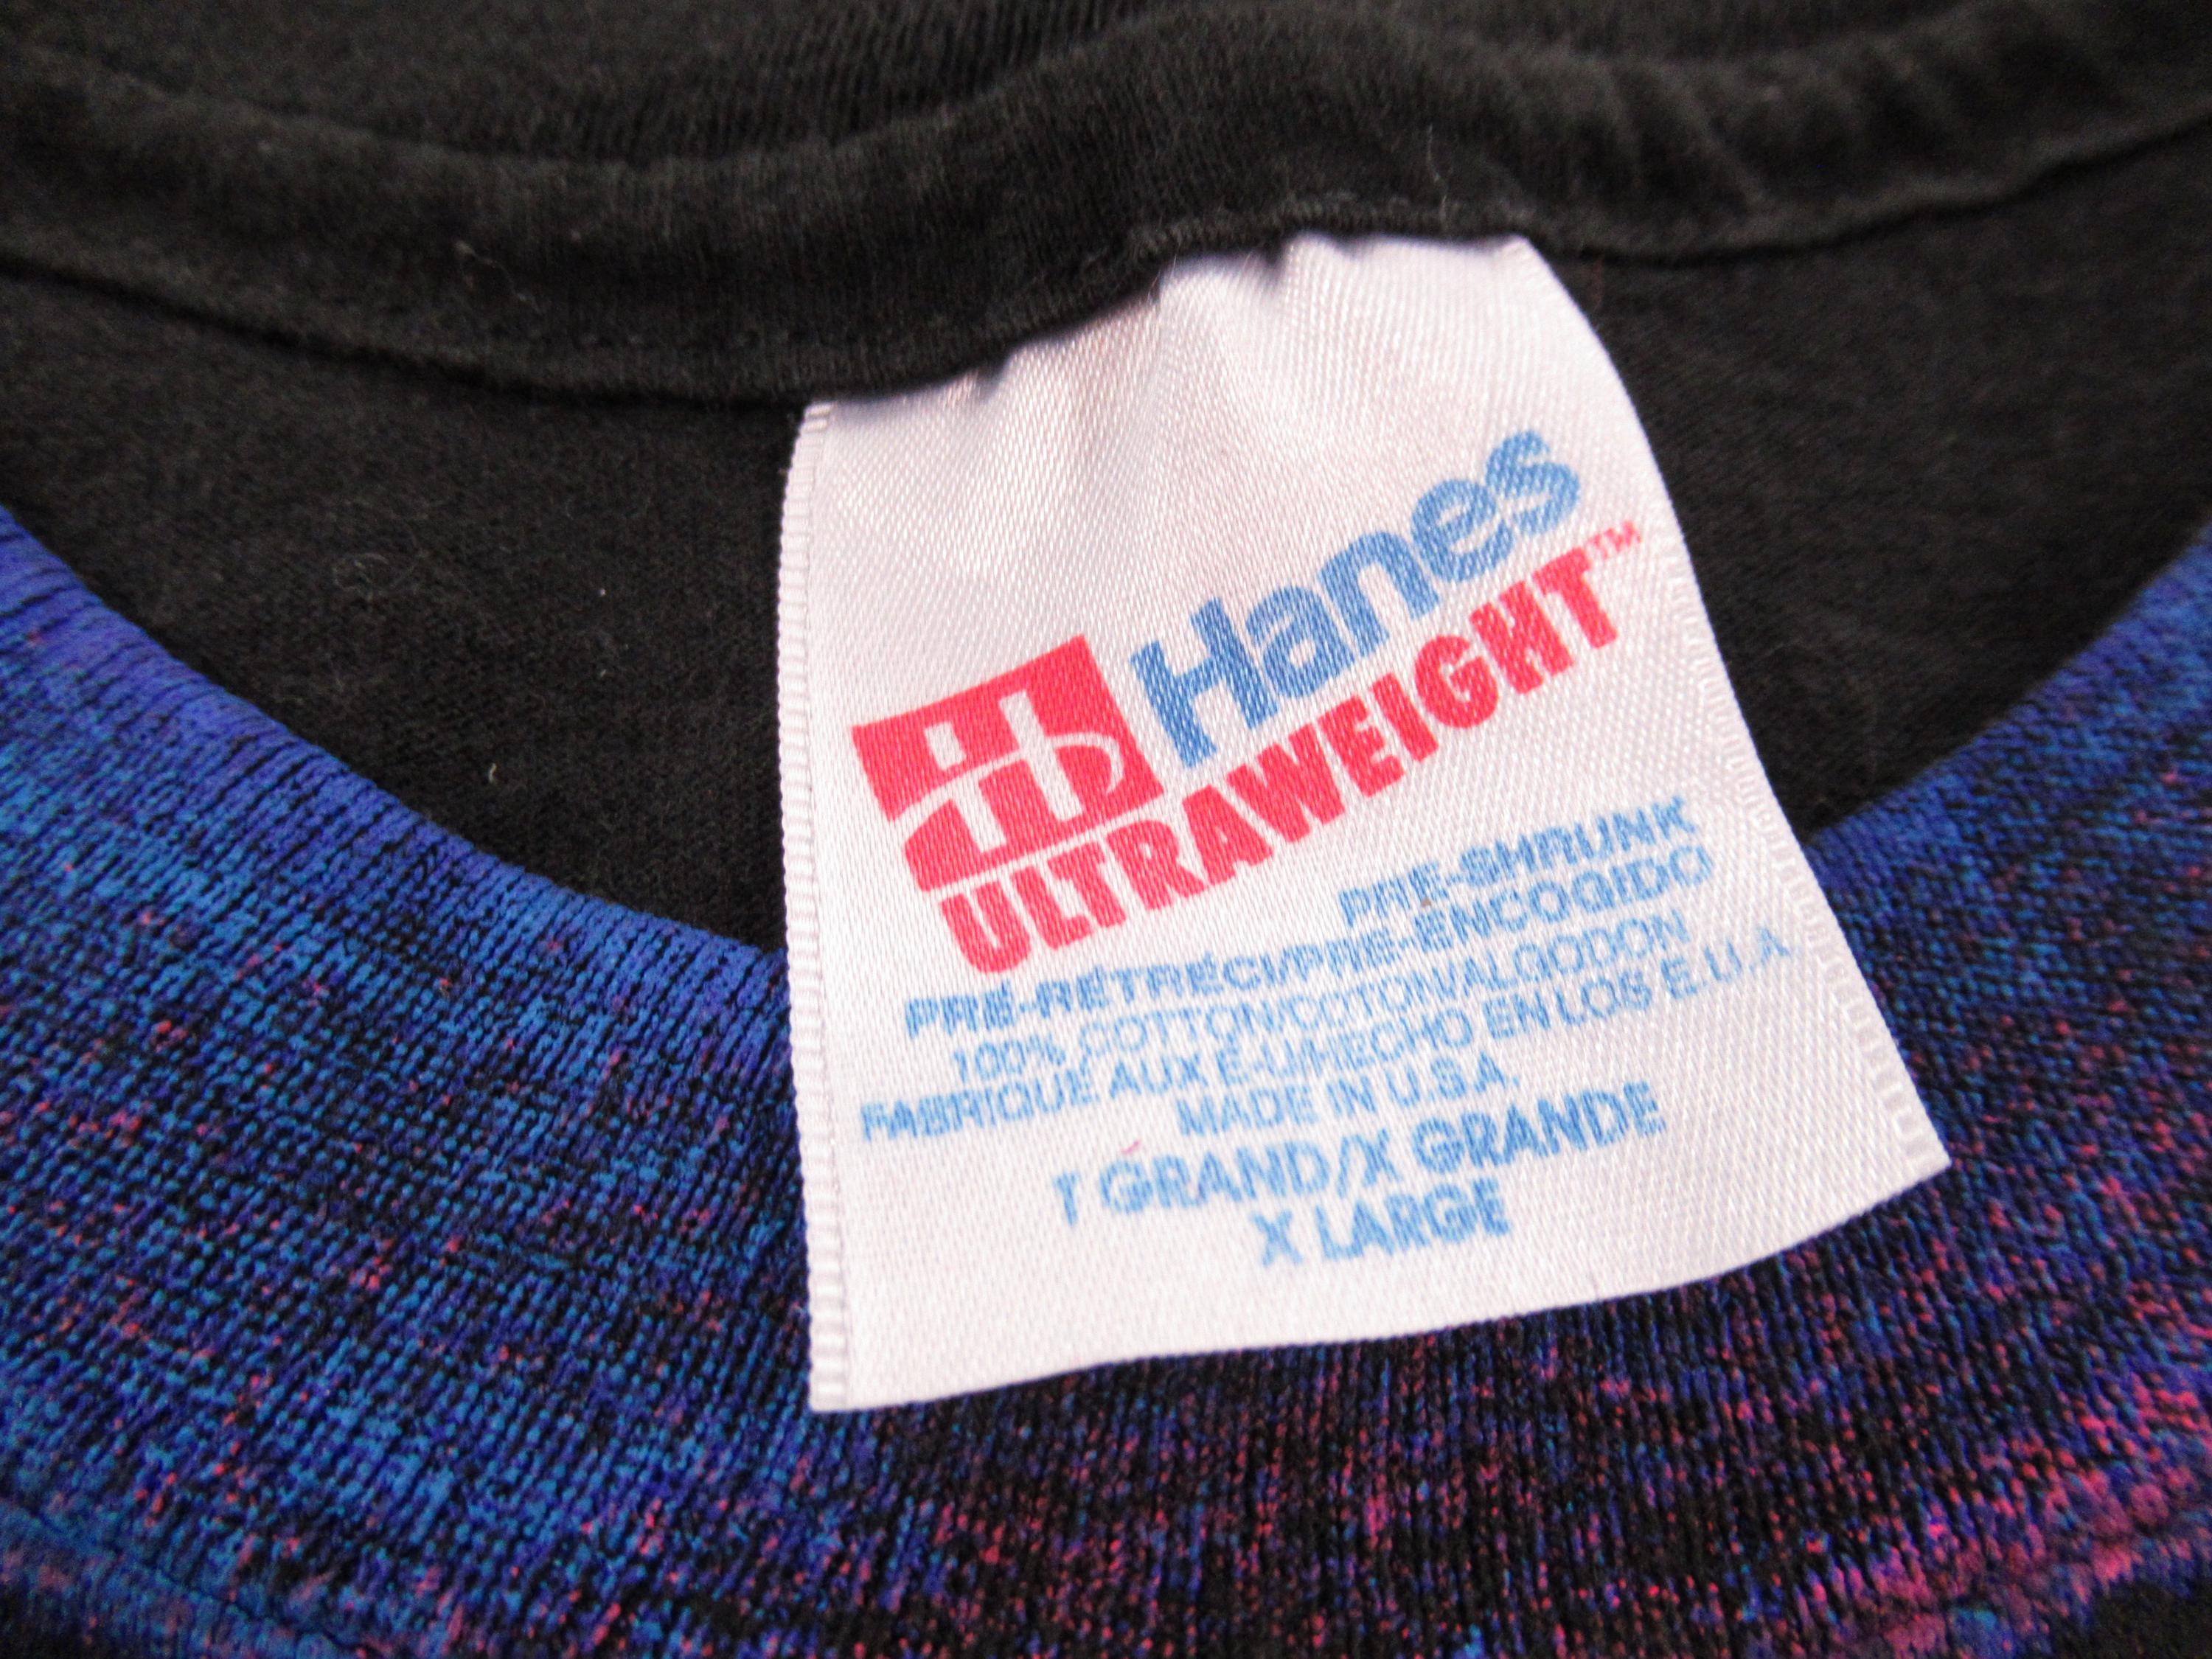 Hanes
ULTRAWEIGHT™
PRE-SHRUNK
PRÉ-RÉTRÉCI/PRE-ENCOGIDO
100% COTTON/COTON/ALGODON
FABRIQUÉ AUX É-U/HECHO EN LOS E.U.A
MADE IN U.S.A.
T GRAND/X GRANDE
X LARGE